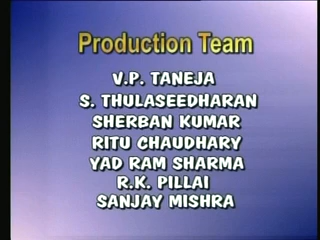 Production Team
V.P. TANEJA
S. THULASEEDHARAN
SHERBAN KUMAR
RITU CHAUDHARY
YAD RAM SHARMA
R.K. PILLAI
SANJAY MISHRA